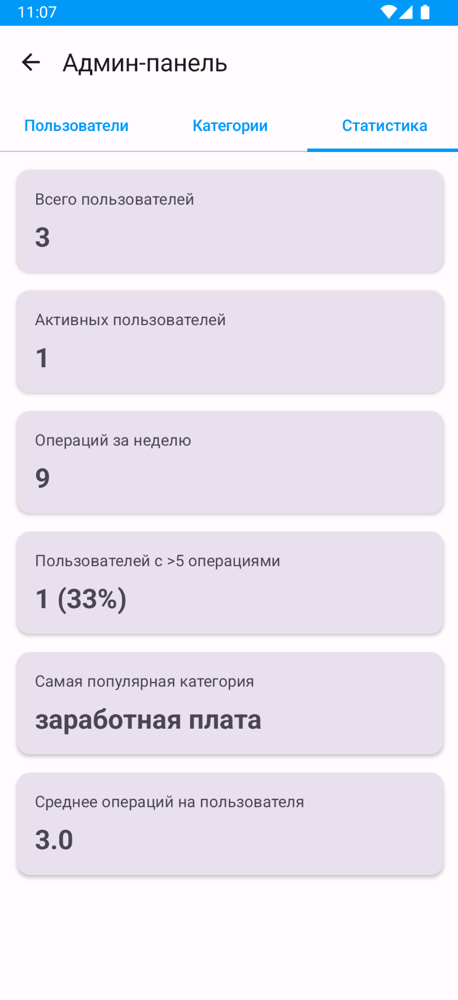 11:07
Админ-панель
Пользователи Категории Статистика
Всего пользователей
3
Активных пользователей
1
Операций за неделю
9
Пользователей с >5 операциями
1 (33%)
Самая популярная категория
заработная плата
Среднее операций на пользователя
3.0